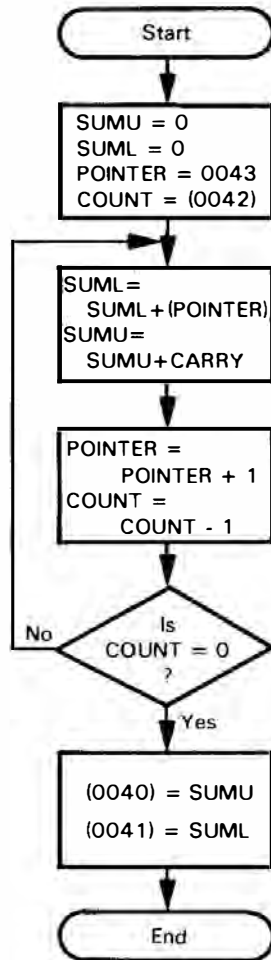 Start
SUMU = 0
SUML = 0
POINTER = 0043
COUNT = (0042)
SUML=
SUML+(POINTER)
SUMU=
SUMU+CARRY
POINTER =
POINTER + 1
COUNT =
COUNT - 1
Is
COUNT = 0
?
No
Yes
(0040) = SUMU
(0041) = SUML
End